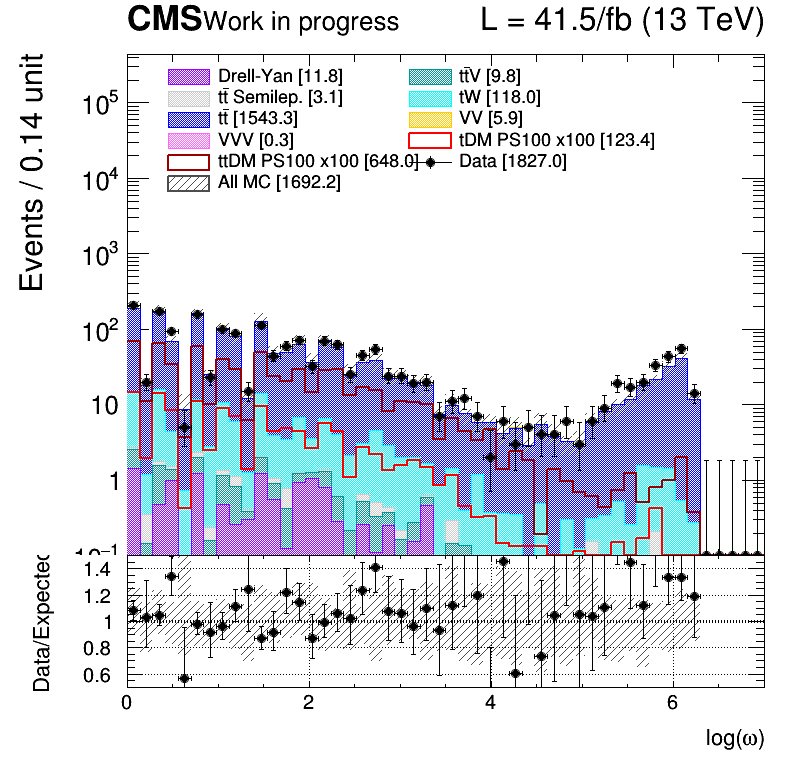 CMS Work in progress L = 41.5/fb (13 TeV)
Drell-Yan [11.8] tt̄V [9.8]
tt̄ Semilep. [3.1] tW [118.0]
tt̄ [1543.3] VV [5.9]
VVV [0.3] tDM PS100 x100 [123.4]
ttDM PS100 x100 [648.0] Data [1827.0]
All MC [1692.2]
Events / 0.14 unit
10⁵
10⁴
10³
10²
10
1
10⁻¹
Data/Expected
1.4
1.2
1
0.8
0.6
0 2 4 6
log(ω)